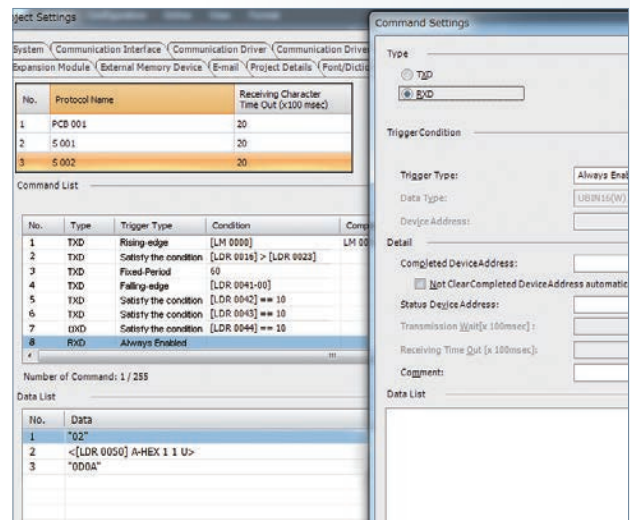 ject Settings
System Communication Interface Communication Driver Communication Drive
Expansion Module External Memory Device E-mail Project Details Font/Dictio
No. Protocol Name Receiving Character
Time Out (x100 msec)
1 PCB 001 20
2 S 001 20
3 S 002 20
Command List
No. Type Trigger Type Condition Comp
1 TXD Rising-edge [LM 0000] LM 00
2 TXD Satisfy the condition [LDR 0016] > [LDR 0023]
3 TXD Fixed-Period 60
4 TXD Falling-edge [LDR 0041-00]
5 TXD Satisfy the condition [LDR 0042] == 10
6 TXD Satisfy the condition [LDR 0043] == 10
7 TXD Satisfy the condition [LDR 0044] == 10
8 RXD Always Enabled
Number of Command: 1 / 255
Data List
No. Data
1 "02"
2 <[LDR 0050] A-HEX 1 1 U>
3 "0D0A"
Command Settings
Type
TXD
RXD
TriggerCondition
Trigger Type: Always Enab
Data Type: UBIN16(W)
Device Address:
Detail
Completed DeviceAddress:
Not ClearCompleted DeviceAddress automatic
Status Device Address:
Transmission Wait[x 100msec] :
Receiving Time Out [x 100msec]:
Comment:
Data List